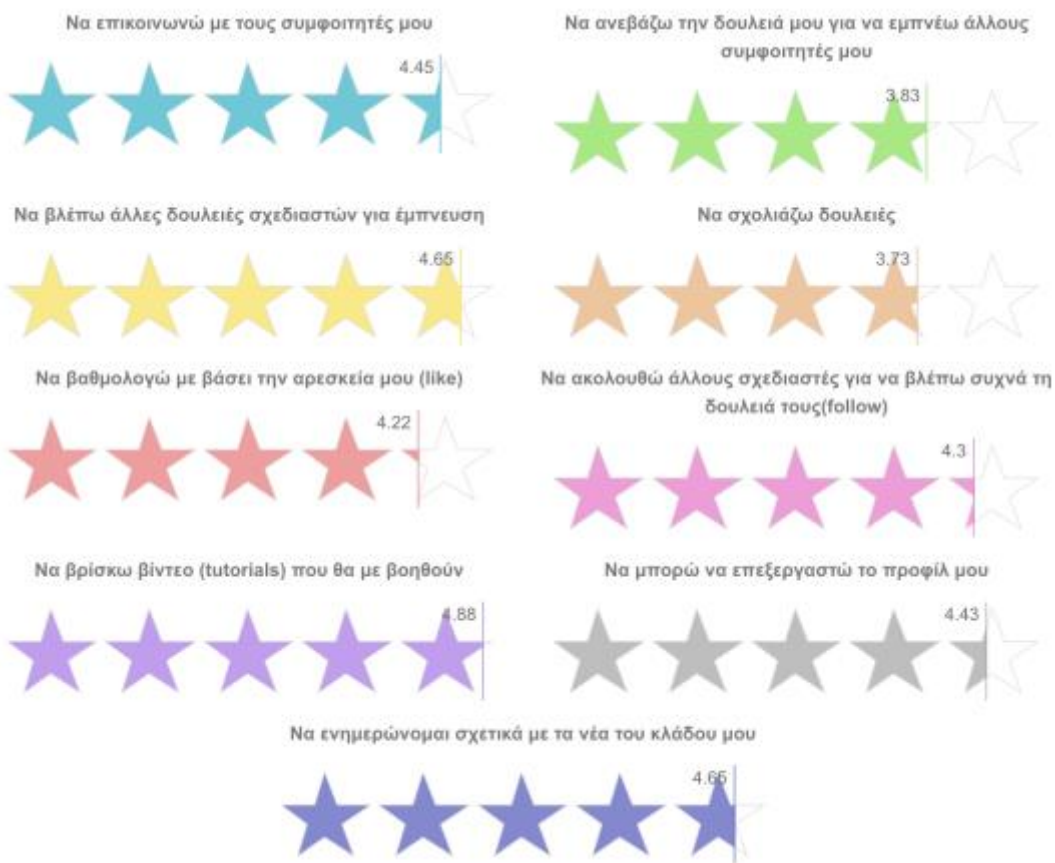 Να επικοινωνώ με τους συμφοιτητές μου
4.45
Να ανεβάζω την δουλειά μου για να εμπνέω άλλους
συμφοιτητές μου
3.83
Να βλέπω άλλες δουλειές σχεδιαστών για έμπνευση
4.65
Να σχολιάζω δουλειές
3.73
Να βαθμολογώ με βάσει την αρεσκεία μου (like)
4.22
Να ακολουθώ άλλους σχεδιαστές για να βλέπω συχνά τη
δουλειά τους(follow)
4.3
Να βρίσκω βίντεο (tutorials) που θα με βοηθούν
4.88
Να μπορώ να επεξεργαστώ το προφίλ μου
4.43
Να ενημερώνομαι σχετικά με τα νέα του κλάδου μου
4.65